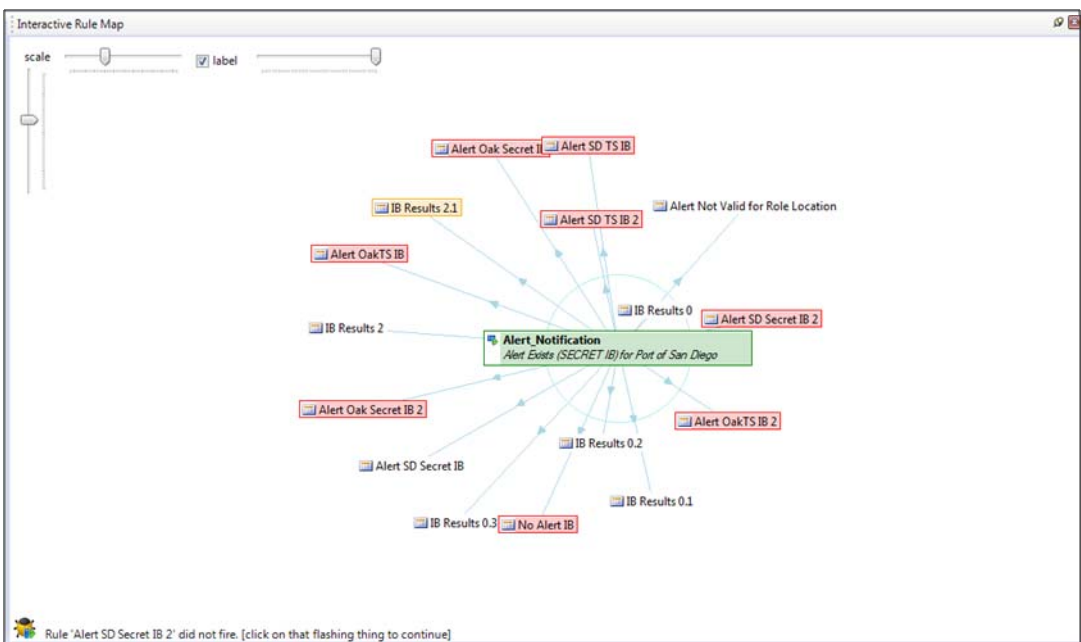 Interactive Rule Map
scale
label
Alert Oak Secret I
Alert SD TS IB
IB Results 2.1
Alert SD TS IB 2
Alert Not Valid for Role Location
Alert OakTS IB
IB Results 0
Alert SD Secret IB 2
IB Results 2
Alert_Notification
Alert Exists (SECRET IB) for Port of San Diego
Alert Oak Secret IB 2
Alert OakTS IB 2
IB Results 0.2
Alert SD Secret IB
IB Results 0.1
IB Results 0.3
No Alert IB
Rule 'Alert SD Secret IB 2' did not fire. [click on that flashing thing to continue]